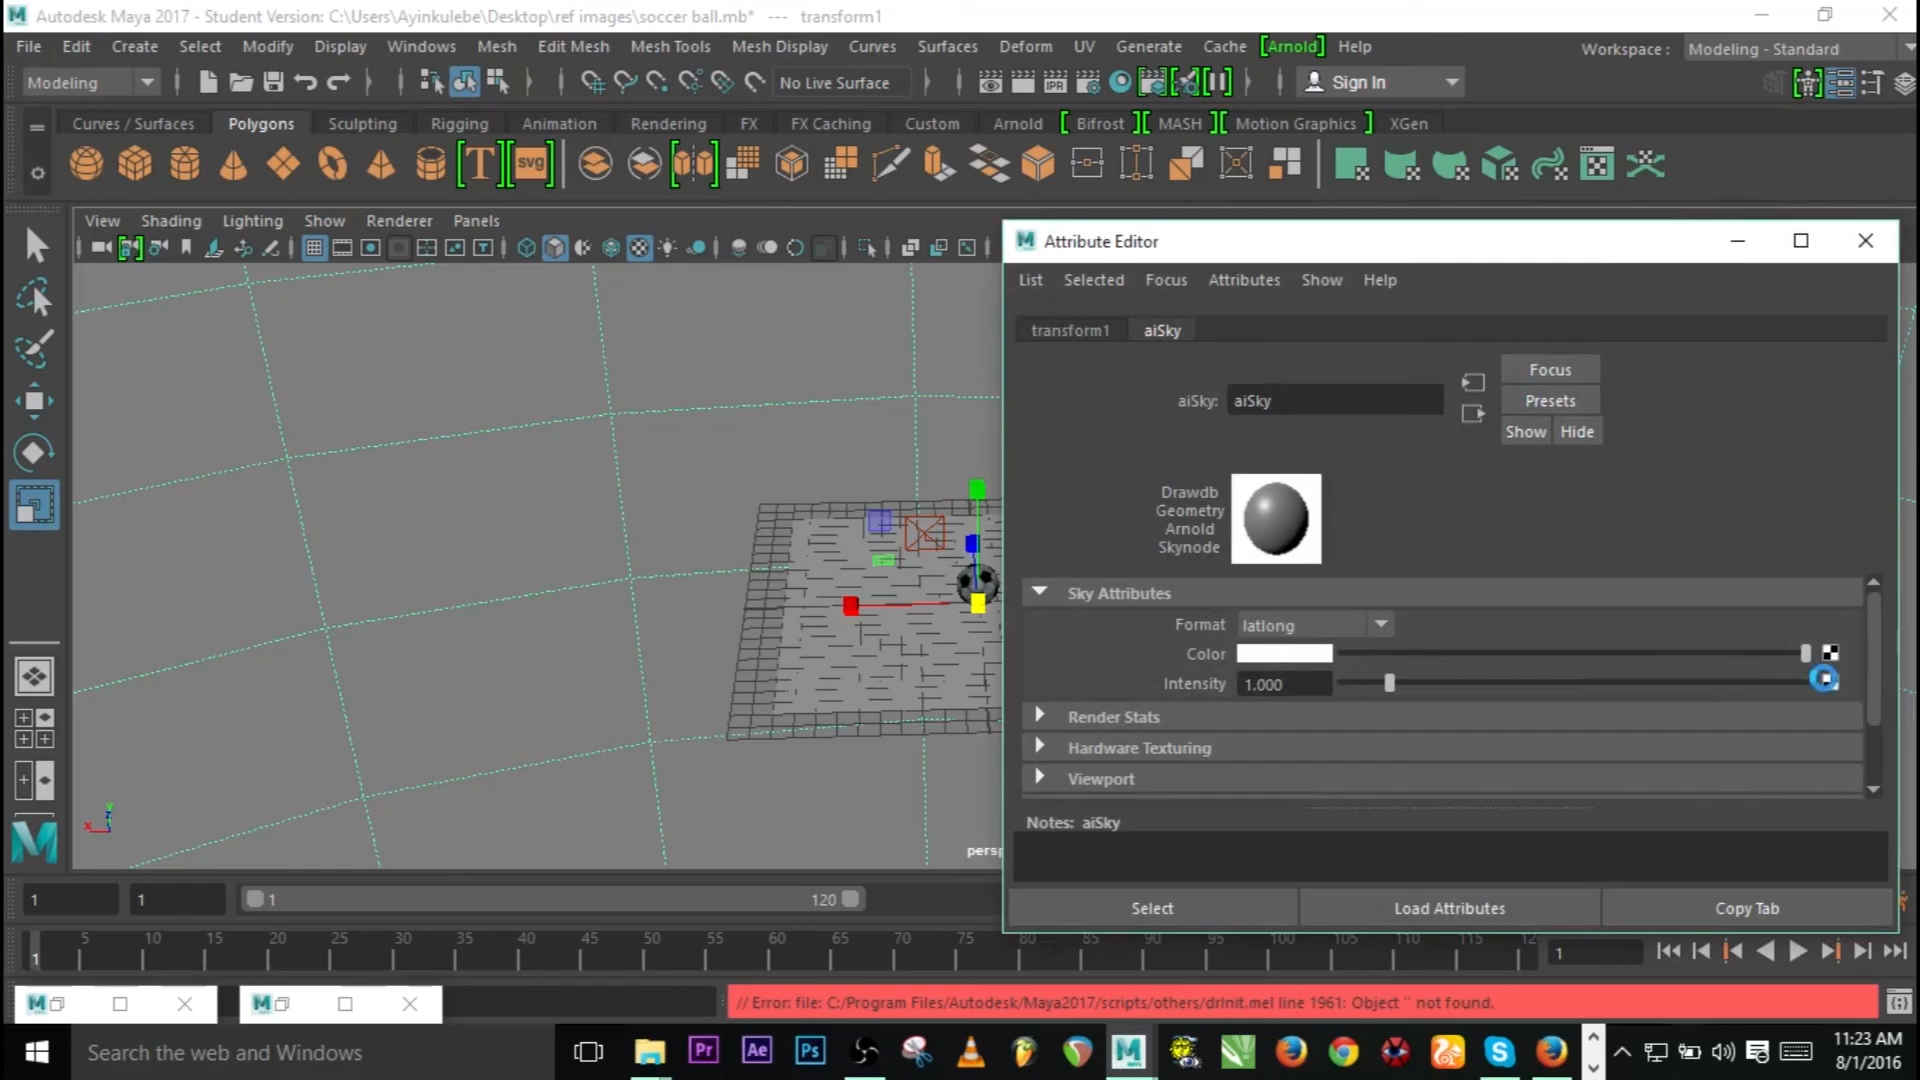 Autodesk Maya 2017 - Student Version: C:\Users\Ayinkulebe\Desktop\ref images\soccer ball.mb* --- transform1
File Edit Create Select Modify Display Windows Mesh Edit Mesh Mesh Tools Mesh Display Curves Surfaces Deform UV Generate Cache [Arnold] Help Workspace : Modeling - Standard
Modeling No Live Surface IPR Sign In
Curves / Surfaces Polygons Sculpting Rigging Animation Rendering FX FX Caching Custom Arnold [ Bifrost ][ MASH ][ Motion Graphics ] XGen
T svg
View Shading Lighting Show Renderer Panels
Attribute Editor
List Selected Focus Attributes Show Help
transform1 aiSky
aiSky: aiSky
Focus
Presets
Show Hide
Drawdb
Geometry
Arnold
Skynode
Sky Attributes
Format latlong
Color
Intensity 1.000
Render Stats
Hardware Texturing
Viewport
Notes: aiSky
Select Load Attributes Copy Tab
y
z
x
persp
1 1 1 120
5 10 15 20 25 30 35 40 45 50 55 60 65 70 75 80 85 90 95 100 105 110 115 12
1 1
// Error: file: C:/Program Files/Autodesk/Maya2017/scripts/others/drInit.mel line 1961: Object '' not found.
Search the web and Windows
Pr Ae Ps
11:23 AM
8/1/2016